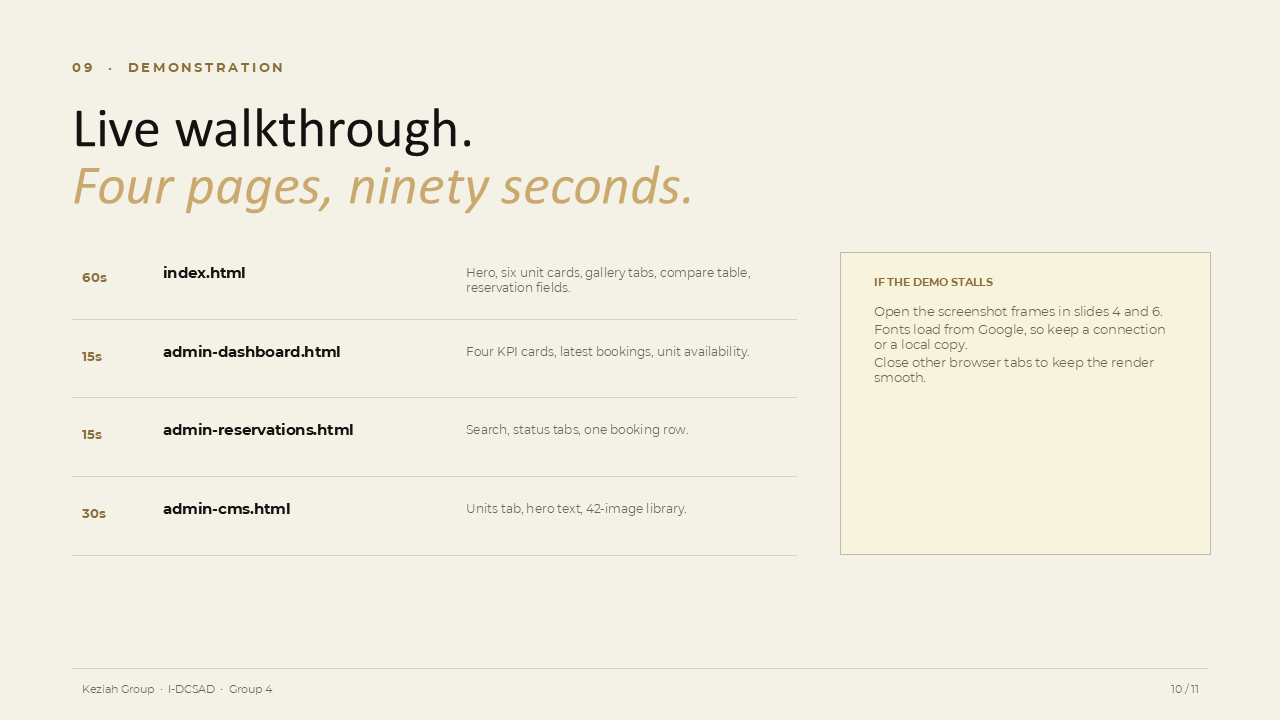 09 · DEMONSTRATION
Live walkthrough.
Four pages, ninety seconds.
60s
index.html
Hero, six unit cards, gallery tabs, compare table,
reservation fields.
15s
admin-dashboard.html
Four KPI cards, latest bookings, unit availability.
15s
admin-reservations.html
Search, status tabs, one booking row.
30s
admin-cms.html
Units tab, hero text, 42-image library.
IF THE DEMO STALLS
Open the screenshot frames in slides 4 and 6.
Fonts load from Google, so keep a connection
or a local copy.
Close other browser tabs to keep the render
smooth.
Keziah Group · I-DCSAD · Group 4
10 / 11